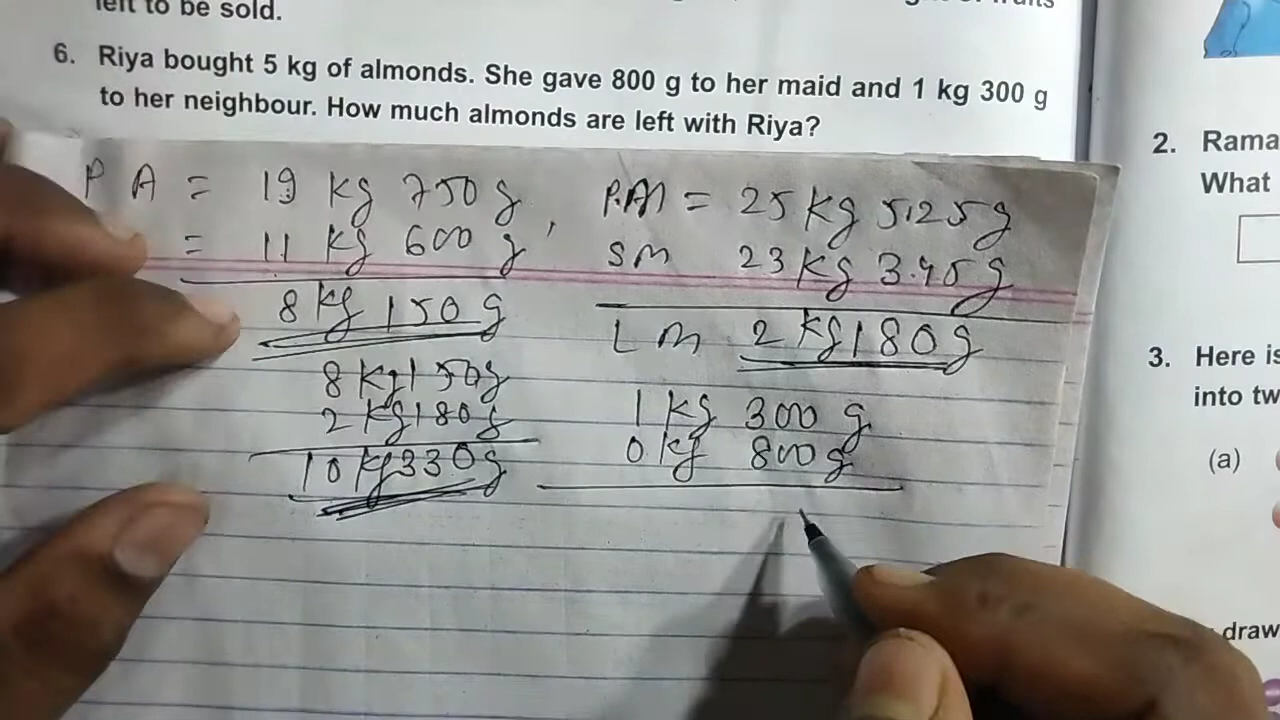 left to be sold.
6. Riya bought 5 kg of almonds. She gave 800 g to her maid and 1 kg 300 g
to her neighbour. How much almonds are left with Riya?
P A = 19 kg 750 g ,
= 11 kg 600 g
8 kg 150 g
8 kg 150 g
2 kg 180 g
10 kg 330 g
P.M = 25 kg 525 g
SM 23 kg 345 g
L M 2 kg 180 g
1 kg 300 g
0 kg 800 g
2. Rama
What
3. Here is
into tw
(a)
draw